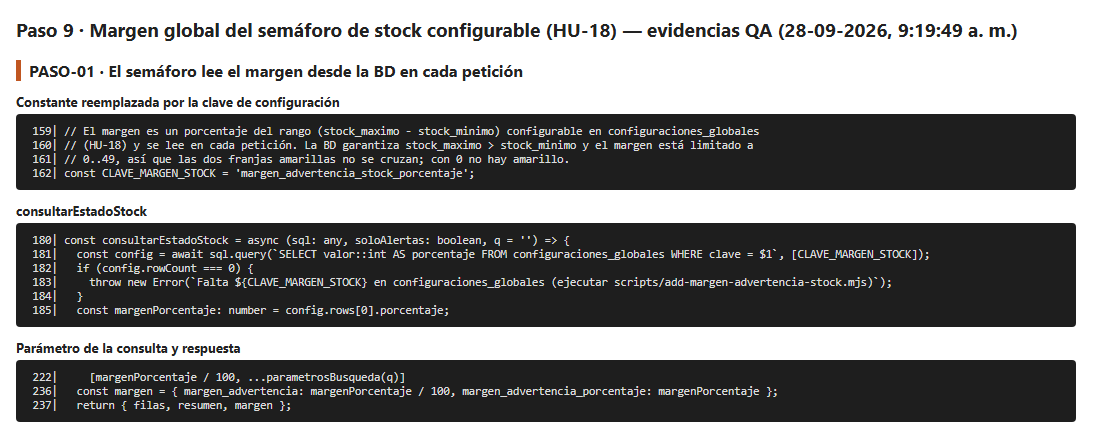 Paso 9 · Margen global del semáforo de stock configurable (HU-18) — evidencias QA (28-09-2026, 9:19:49 a. m.)
PASO-01 · El semáforo lee el margen desde la BD en cada petición
Constante reemplazada por la clave de configuración
159| // El margen es un porcentaje del rango (stock_maximo - stock_minimo) configurable en configuraciones_globales
160| // (HU-18) y se lee en cada petición. La BD garantiza stock_maximo > stock_minimo y el margen está limitado a
161| // 0..49, así que las dos franjas amarillas no se cruzan; con 0 no hay amarillo.
162| const CLAVE_MARGEN_STOCK = 'margen_advertencia_stock_porcentaje';
consultarEstadoStock
180| const consultarEstadoStock = async (sql: any, soloAlertas: boolean, q = '') => {
181|   const config = await sql.query(`SELECT valor::int AS porcentaje FROM configuraciones_globales WHERE clave = $1`, [CLAVE_MARGEN_STOCK]);
182|   if (config.rowCount === 0) {
183|     throw new Error(`Falta ${CLAVE_MARGEN_STOCK} en configuraciones_globales (ejecutar scripts/add-margen-advertencia-stock.mjs)`);
184|   }
185|   const margenPorcentaje: number = config.rows[0].porcentaje;
Parámetro de la consulta y respuesta
222|     [margenPorcentaje / 100, ...parametrosBusqueda(q)]
236|   const margen = { margen_advertencia: margenPorcentaje / 100, margen_advertencia_porcentaje: margenPorcentaje };
237|   return { filas, resumen, margen };